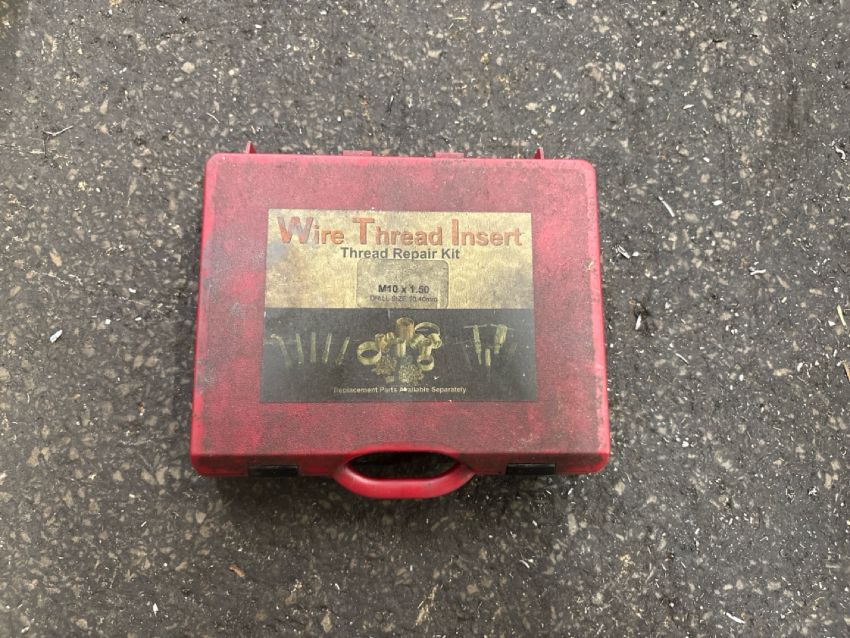 Wire Thread Insert
Thread Repair Kit
M10 x 1.50
DRILL SIZE 10.40mm
Replacement Parts Available Separately